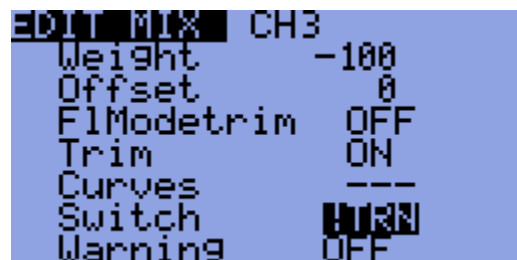 EDIT MIX CH3
Weight -100
Offset 0
FlModetrim OFF
Trim ON
Curves ---
Switch !TRN
Warning OFF